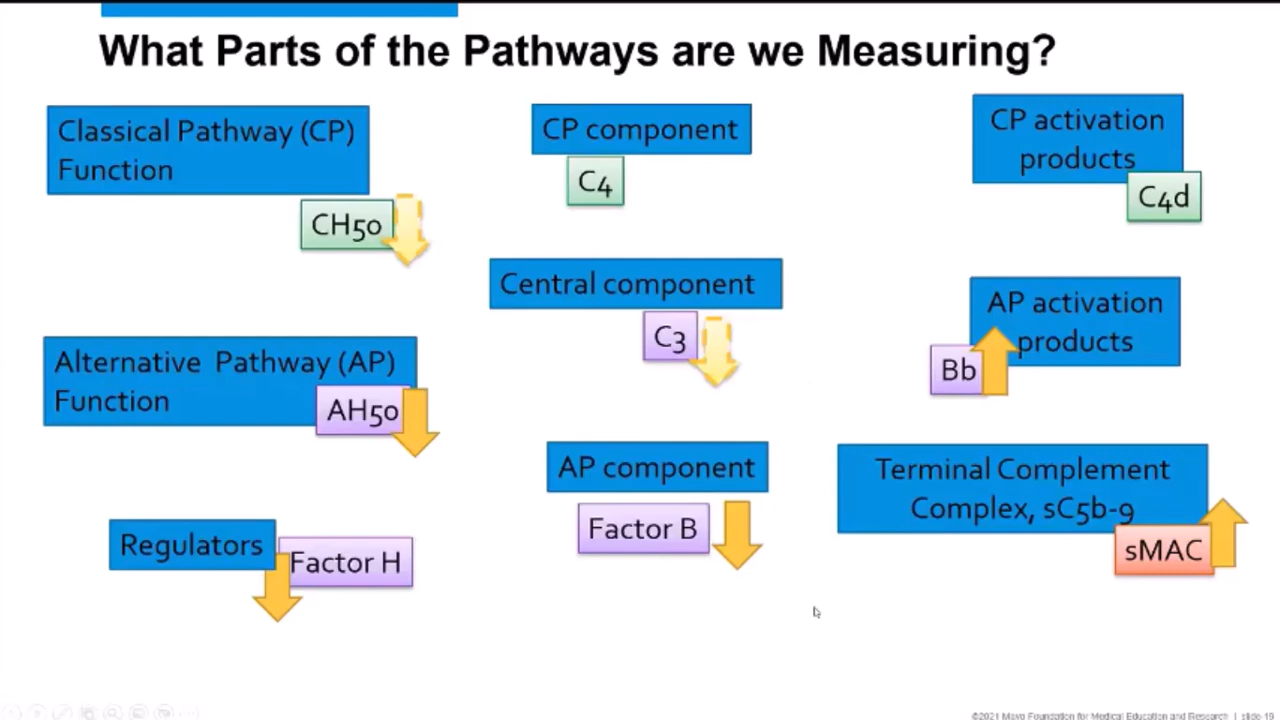 What Parts of the Pathways are we Measuring?
Classical Pathway (CP)
Function
CH50
CP component
C4
CP activation
products
C4d
Central component
C3
Alternative Pathway (AP)
Function
AH50
AP activation
products
Bb
AP component
Factor B
Terminal Complement
Complex, sC5b-9
sMAC
Regulators
Factor H
©2021 Mayo Foundation for Medical Education and Research | slide-19